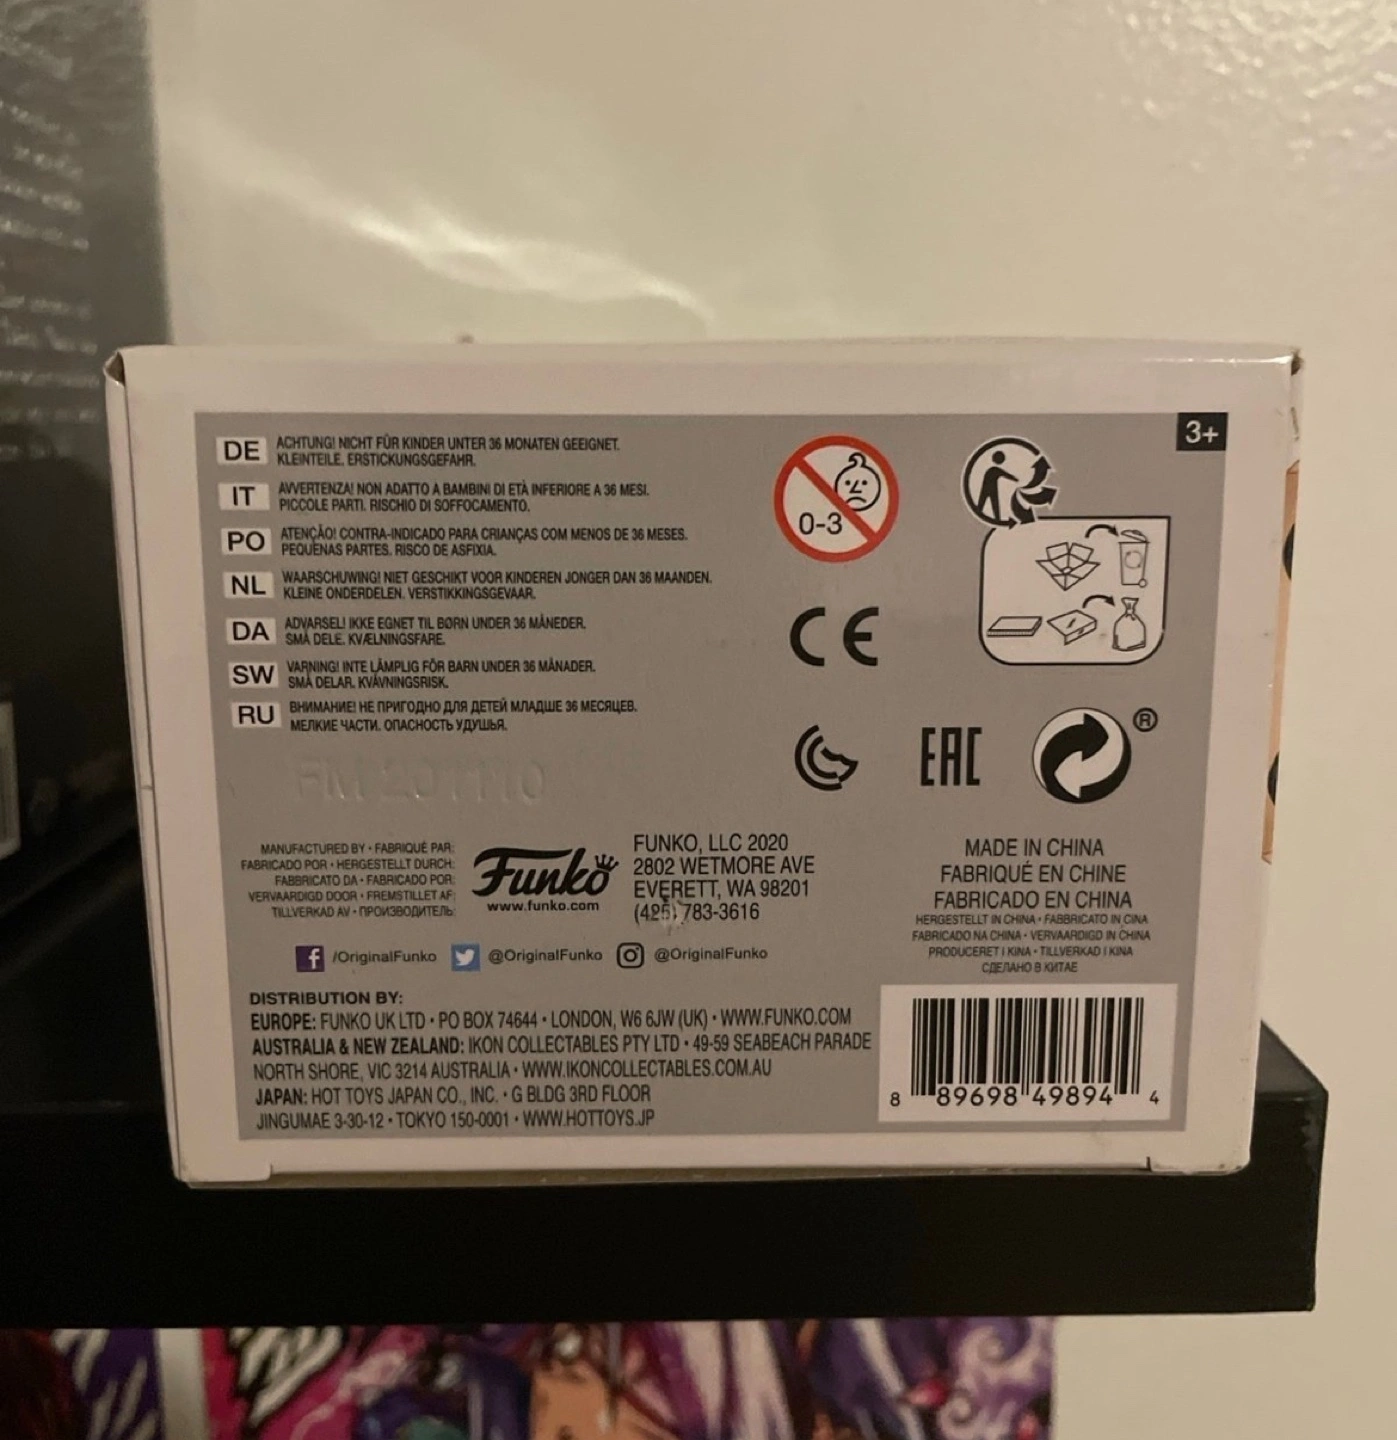 3+
DE ACHTUNG! NICHT FÜR KINDER UNTER 36 MONATEN GEEIGNET.
KLEINTEILE. ERSTICKUNGSGEFAHR.
IT AVVERTENZA! NON ADATTO A BAMBINI DI ETÀ INFERIORE A 36 MESI.
PICCOLE PARTI. RISCHIO DI SOFFOCAMENTO.
PO ATENÇÃO! CONTRA-INDICADO PARA CRIANÇAS COM MENOS DE 36 MESES.
PEQUENAS PARTES. RISCO DE ASFIXIA.
NL WAARSCHUWING! NIET GESCHIKT VOOR KINDEREN JONGER DAN 36 MAANDEN.
KLEINE ONDERDELEN. VERSTIKKINGSGEVAAR.
DA ADVARSEL! IKKE EGNET TIL BØRN UNDER 36 MÅNEDER.
SMÅ DELE. KVÆLNINGSFARE.
SW VARNING! INTE LÄMPLIG FÖR BARN UNDER 36 MÅNADER.
SMÅ DELAR. KVÄVNINGSRISK.
RU ВНИМАНИЕ! НЕ ПРИГОДНО ДЛЯ ДЕТЕЙ МЛАДШЕ 36 МЕСЯЦЕВ.
МЕЛКИЕ ЧАСТИ. ОПАСНОСТЬ УДУШЬЯ.
0-3
CE
EAC
®
MANUFACTURED BY • FABRIQUÉ PAR:
FABRICADO POR • HERGESTELLT DURCH:
FABBRICATO DA • FABRICADO POR:
VERVAARDIGD DOOR • FREMSTILLET AF:
TILLVERKAD AV • ПРОИЗВОДИТЕЛЬ:
Funko
www.funko.com
FUNKO, LLC 2020
2802 WETMORE AVE
EVERETT, WA 98201
(425) 783-3616
/OriginalFunko @OriginalFunko @OriginalFunko
MADE IN CHINA
FABRIQUÉ EN CHINE
FABRICADO EN CHINA
HERGESTELLT IN CHINA • FABBRICATO IN CINA
FABRICADO NA CHINA • VERVAARDIGD IN CHINA
PRODUCERET I KINA • TILLVERKAD I KINA
СДЕЛАНО В КИТАЕ
DISTRIBUTION BY:
EUROPE: FUNKO UK LTD • PO BOX 74644 • LONDON, W6 6JW (UK) • WWW.FUNKO.COM
AUSTRALIA & NEW ZEALAND: IKON COLLECTABLES PTY LTD • 49-59 SEABEACH PARADE
NORTH SHORE, VIC 3214 AUSTRALIA • WWW.IKONCOLLECTABLES.COM.AU
JAPAN: HOT TOYS JAPAN CO., INC. • G BLDG 3RD FLOOR
JINGUMAE 3-30-12 • TOKYO 150-0001 • WWW.HOTTOYS.JP
8 89698 49894 4